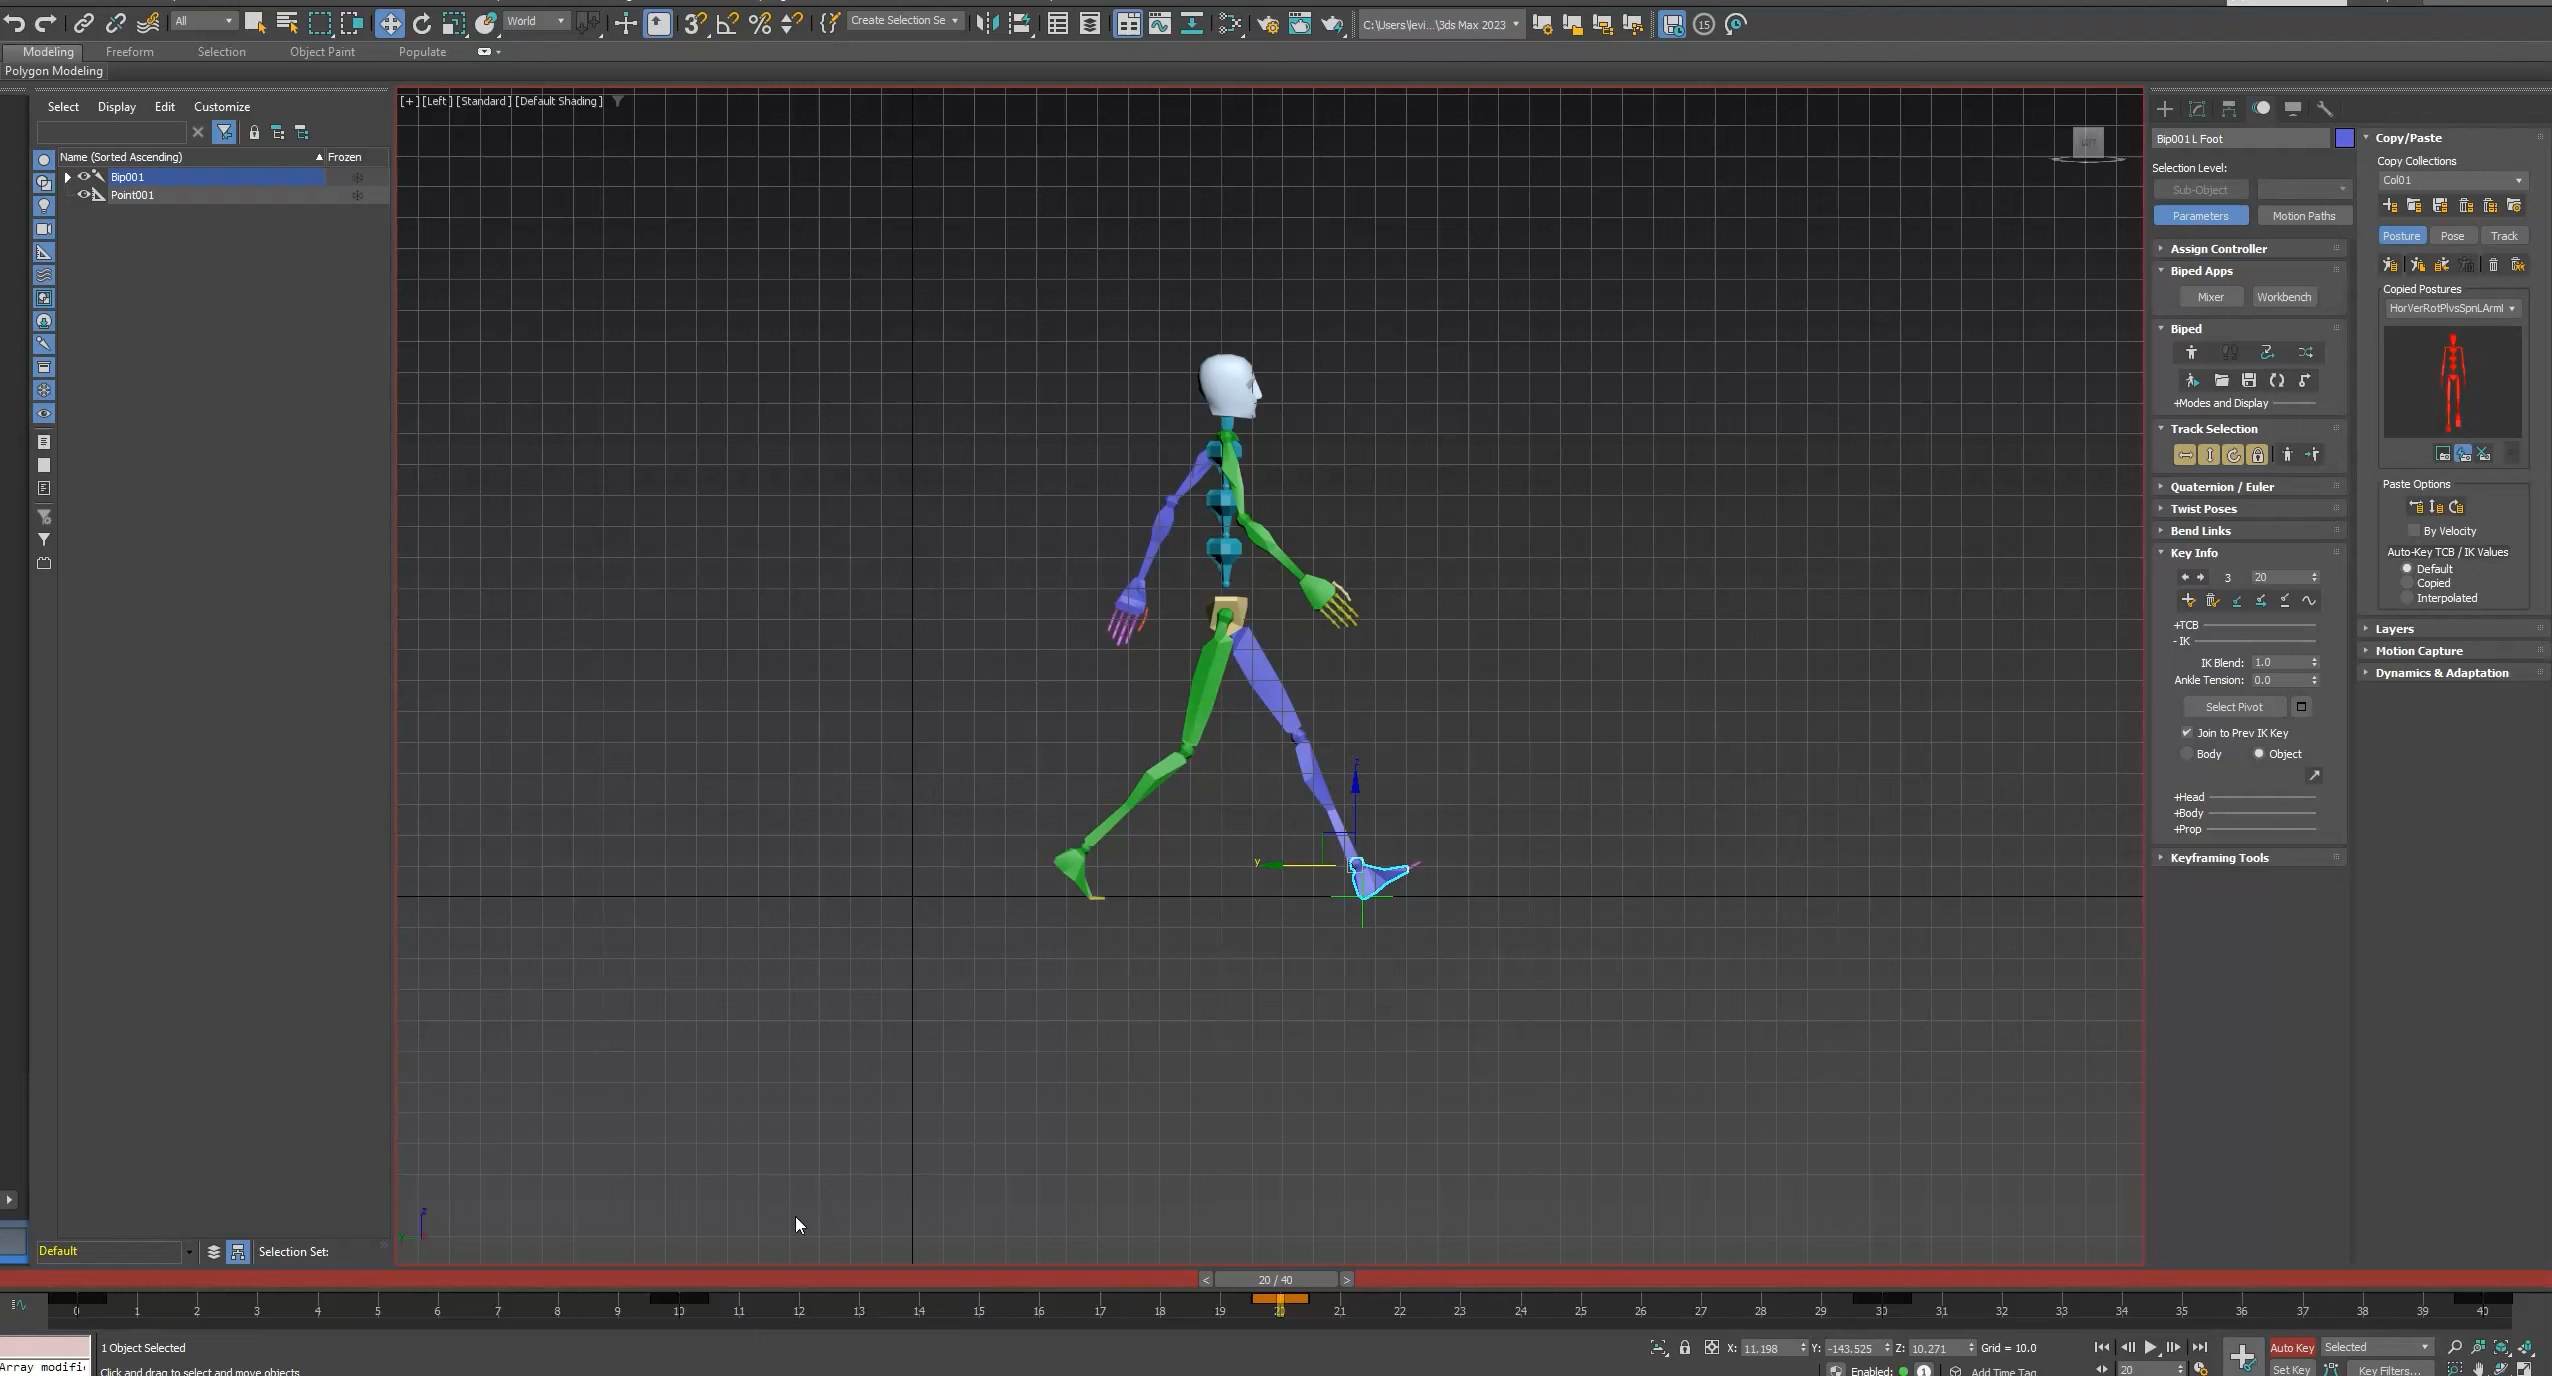 All
World
Create Selection Se
C:\Users\levi...\3ds Max 2023
15
Modeling
Freeform
Selection
Object Paint
Populate
Polygon Modeling
Select
Display
Edit
Customize
Name (Sorted Ascending)
Frozen
Bip001
Point001
[+] [Left] [Standard] [Default Shading]
LEFT
z
y
z
Bip001 L Foot
Selection Level:
Sub-Object
Parameters
Motion Paths
Assign Controller
Biped Apps
Mixer
Workbench
Biped
+Modes and Display
Track Selection
Quaternion / Euler
Twist Poses
Bend Links
Key Info
3
20
+TCB
- IK
IK Blend: 1.0
Ankle Tension: 0.0
Select Pivot
Join to Prev IK Key
Body
Object
+Head
+Body
+Prop
Keyframing Tools
Copy/Paste
Copy Collections
Col01
Posture
Pose
Track
Copied Postures
HorVerRotPlvsSpnLArmI
Paste Options
By Velocity
Auto-Key TCB / IK Values
Default
Copied
Interpolated
Layers
Motion Capture
Dynamics & Adaptation
Default
Selection Set:
< 20 / 40 >
0 1 2 3 4 5 6 7 8 9 10 11 12 13 14 15 16 17 18 19 20 21 22 23 24 25 26 27 28 29 30 31 32 33 34 35 36 37 38 39 40
1 Object Selected
Array modifi
Click and drag to select and move objects
X: 11.198
Y: -143.525
Z: 10.271
Grid = 10.0
Enabled:
1
Add Time Tag
20
Auto Key
Selected
Set Key
Key Filters...